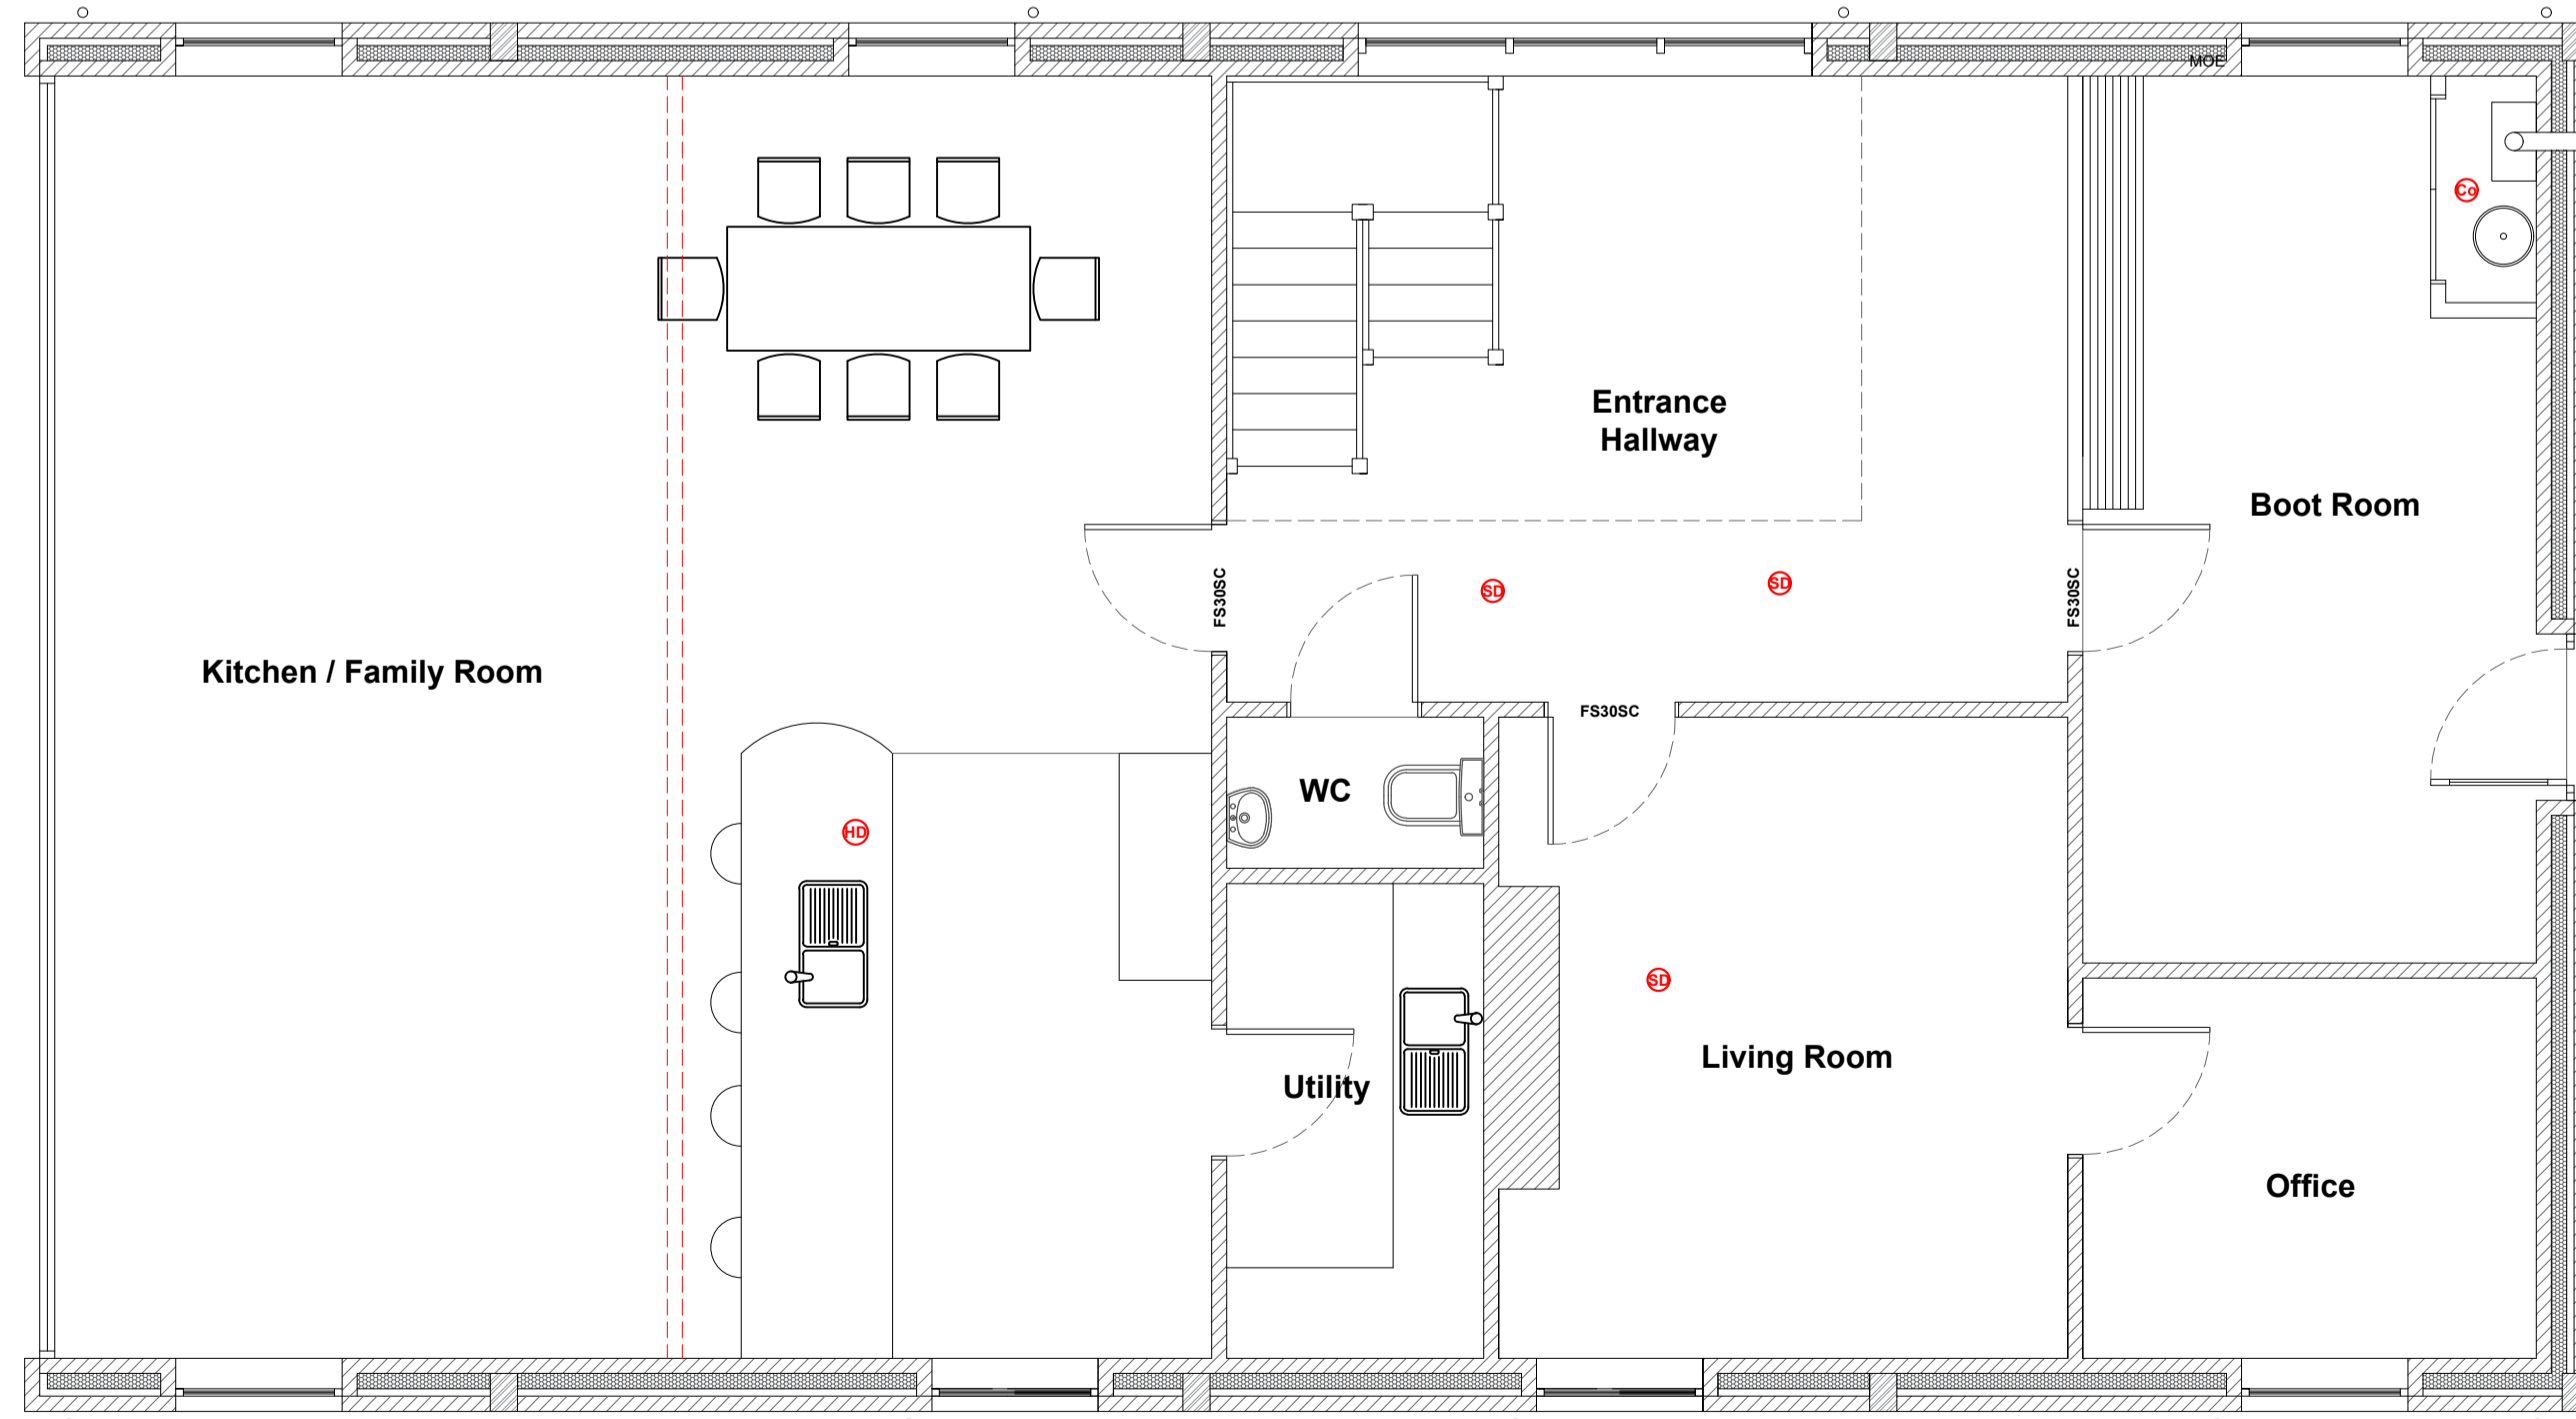 MOE
Co
Entrance
Hallway
Boot Room
FS30SC
SD
SD
FS30SC
Kitchen / Family Room
FS30SC
WC
HD
SD
Living Room
Utility
Office